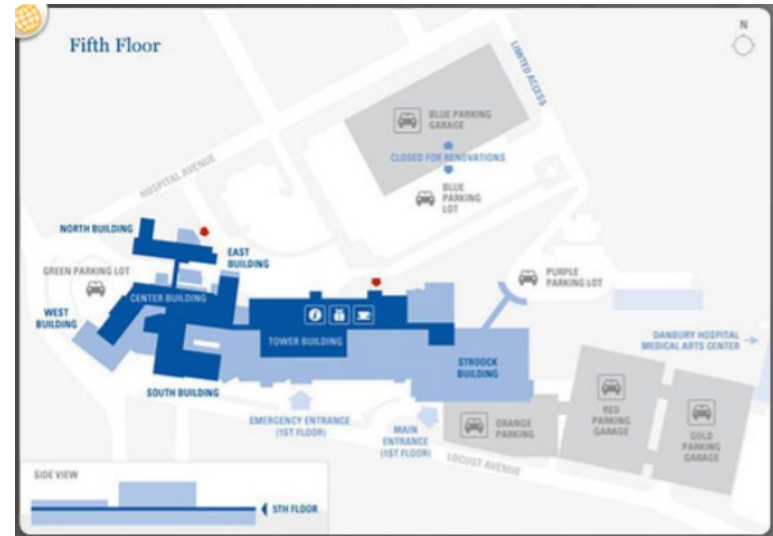 Fifth Floor
N
LIMITED ACCESS
BLUE PARKING
GARAGE
CLOSED FOR RENOVATIONS
BLUE
PARKING
LOT
HOSPITAL AVENUE
NORTH BUILDING
EAST
BUILDING
GREEN PARKING LOT
CENTER BUILDING
WEST
BUILDING
PURPLE
PARKING LOT
TOWER BUILDING
DANBURY HOSPITAL
MEDICAL ARTS CENTER
STROOCK
BUILDING
SOUTH BUILDING
EMERGENCY ENTRANCE
(1ST FLOOR)
MAIN
ENTRANCE
(1ST FLOOR)
ORANGE
PARKING
RED
PARKING
GARAGE
GOLD
PARKING
GARAGE
LOCUST AVENUE
SIDE VIEW
5TH FLOOR